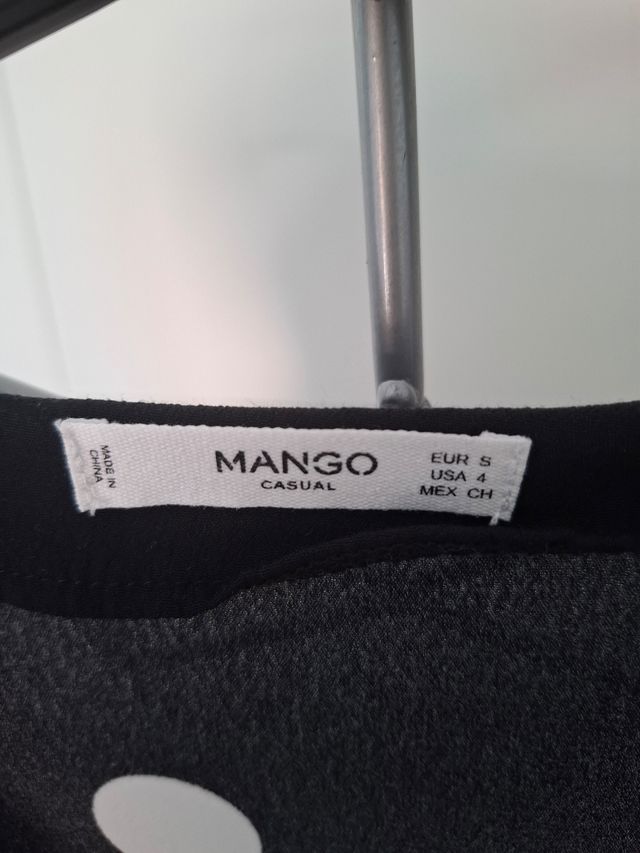 MADE IN
CHINA
MANGO
CASUAL
EUR S
USA 4
MEX CH